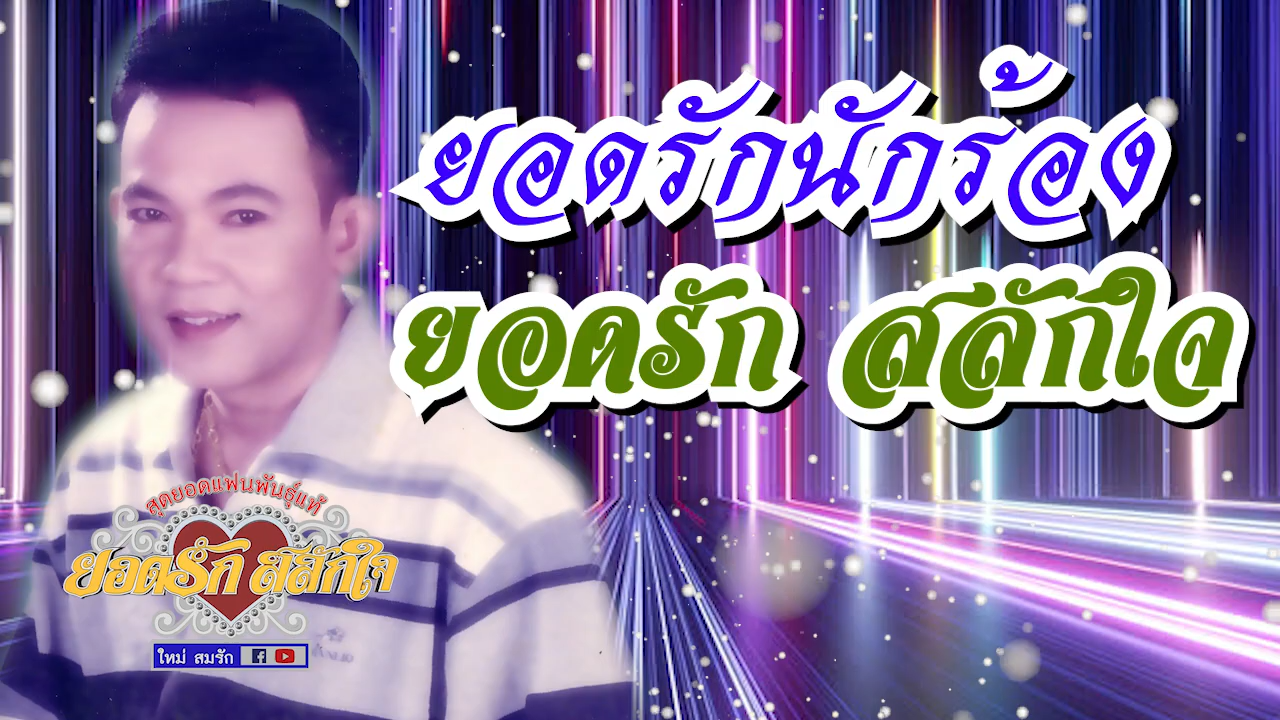 ยอดรักนักร้อง
ยอดรัก สลักใจ
สุดยอดแฟนพันธุ์แท้
ยอดรัก สลักใจ
ใหม่ สมรัก